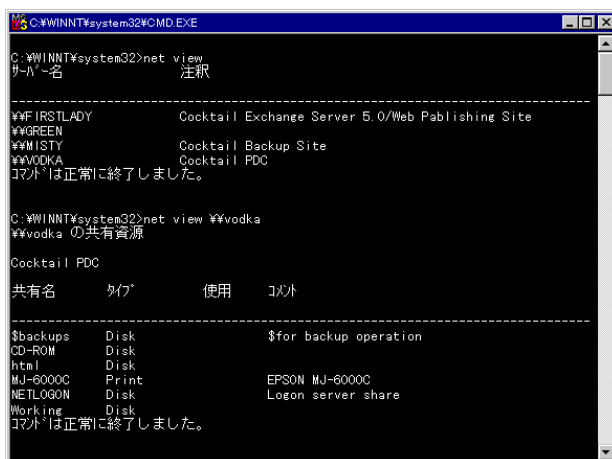 C:¥WINNT¥system32¥CMD.EXE
C:¥WINNT¥system32>net view
ｻｰﾊﾞｰ名 注釈
-------------------------------------------------------------------------------
¥¥FIRSTLADY Cocktail Exchange Server 5.0/Web Pablishing Site
¥¥GREEN
¥¥MISTY Cocktail Backup Site
¥¥VODKA Cocktail PDC
ｺﾏﾝﾄﾞは正常に終了しました。
C:¥WINNT¥system32>net view ¥¥vodka
¥¥vodka の共有資源
Cocktail PDC
共有名 ﾀｲﾌﾟ 使用 ｺﾒﾝﾄ
-------------------------------------------------------------------------------
$backups Disk $for backup operation
CD-ROM Disk
html Disk
MJ-6000C Print EPSON MJ-6000C
NETLOGON Disk Logon server share
Working Disk
ｺﾏﾝﾄﾞは正常に終了しました。